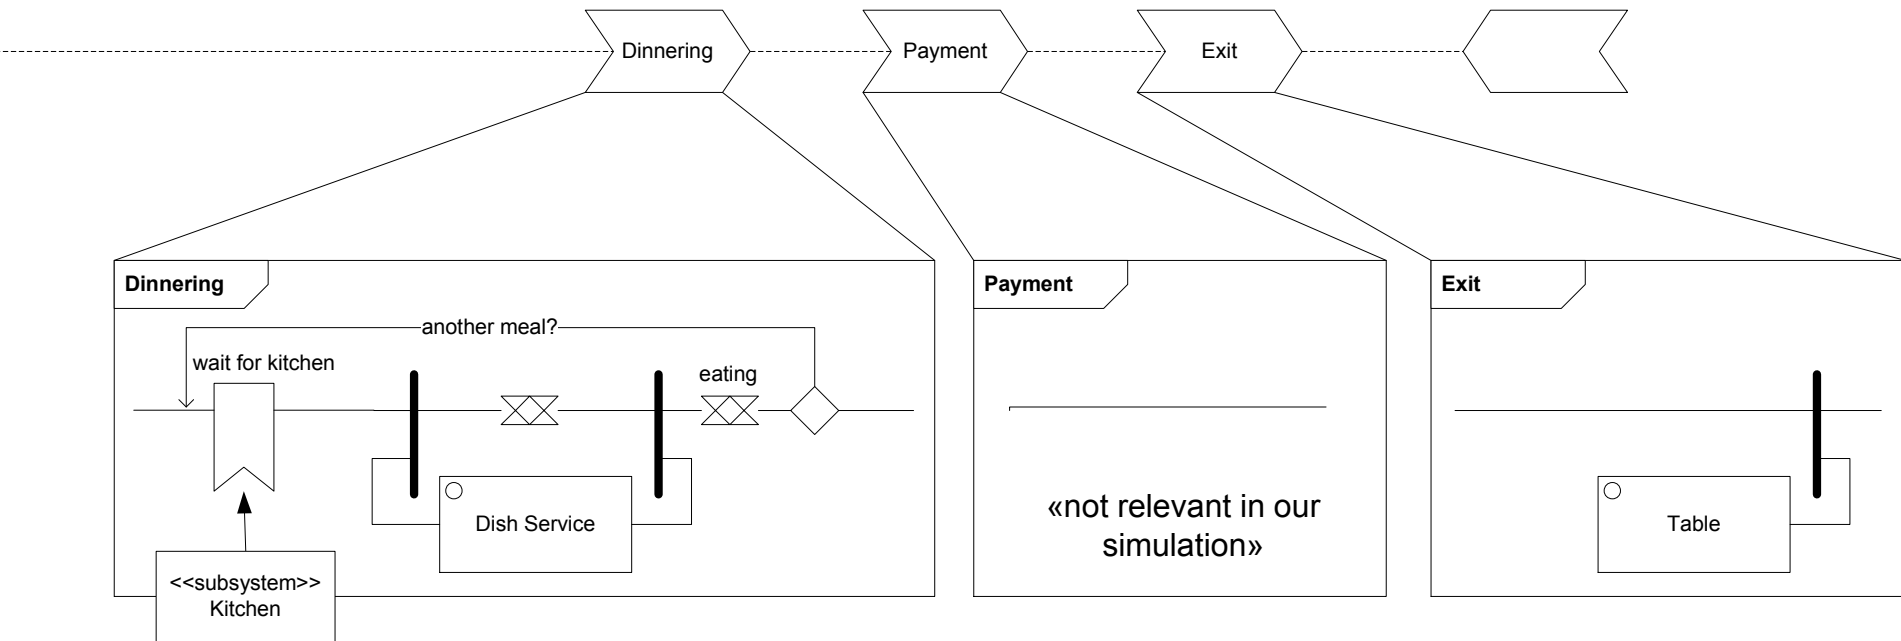 Dinnering
Payment
Exit
Dinnering
Payment
Exit
another meal?
wait for kitchen
eating
Dish Service
«not relevant in our
simulation»
Table
<<subsystem>>
Kitchen